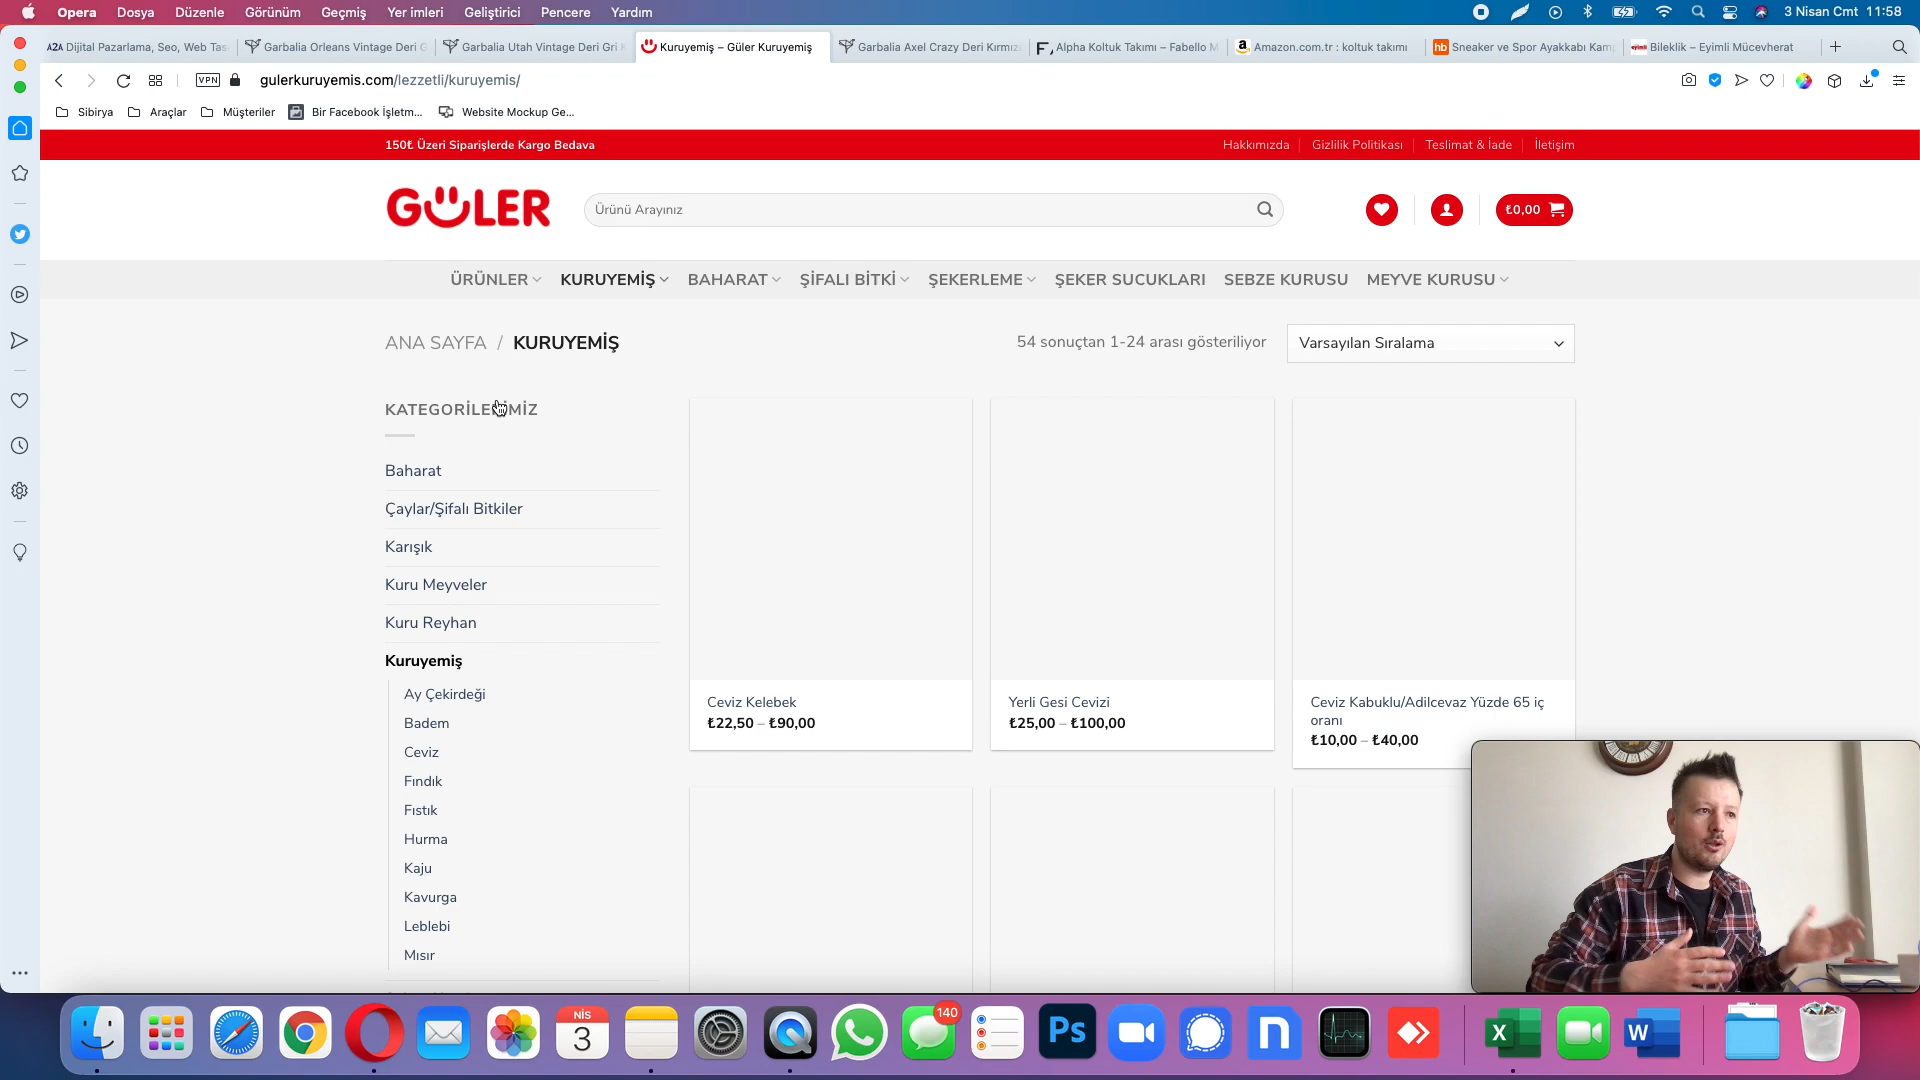 Opera Dosya Düzenle Görünüm Geçmiş Yer imleri Geliştirici Pencere Yardım 3 Nisan Cmt 11:58
A2A Dijital Pazarlama, Seo, Web Tas
Garbalia Orleans Vintage Deri G
Garbalia Utah Vintage Deri Gri K
Kuruyemiş – Güler Kuruyemiş
Garbalia Axel Crazy Deri Kırmız
F Alpha Koltuk Takımı – Fabello M
a Amazon.com.tr : koltuk takımı
hb Sneaker ve Spor Ayakkabı Kam
Bileklik – Eyimli Mücevherat
VPN gulerkuruyemis.com/lezzetli/kuruyemis/
Sibirya Araçlar Müşteriler Bir Facebook İşletm... Website Mockup Ge...
150₺ Üzeri Siparişlerde Kargo Bedava Hakkımızda Gizlilik Politikası Teslimat & İade İletişim
GÜLER
Ürünü Arayınız
₺0,00
ÜRÜNLER KURUYEMİŞ BAHARAT ŞİFALI BİTKİ ŞEKERLEME ŞEKER SUCUKLARI SEBZE KURUSU MEYVE KURUSU
ANA SAYFA / KURUYEMİŞ
54 sonuçtan 1-24 arası gösteriliyor
Varsayılan Sıralama
KATEGORİLERİMİZ
Baharat
Çaylar/Şifalı Bitkiler
Karışık
Kuru Meyveler
Kuru Reyhan
Kuruyemiş
Ay Çekirdeği
Badem
Ceviz
Fındık
Fıstık
Hurma
Kaju
Kavurga
Leblebi
Mısır
Ceviz Kelebek
₺22,50 – ₺90,00
Yerli Gesi Cevizi
₺25,00 – ₺100,00
Ceviz Kabuklu/Adilcevaz Yüzde 65 iç
oranı
₺10,00 – ₺40,00
NİS
3
140
Ps
n
X
W